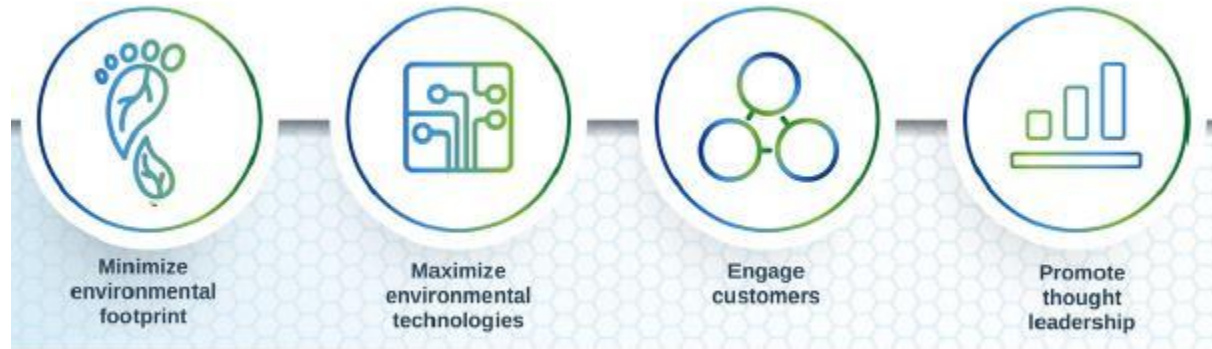 Minimize
environmental
footprint
Maximize
environmental
technologies
Engage
customers
Promote
thought
leadership